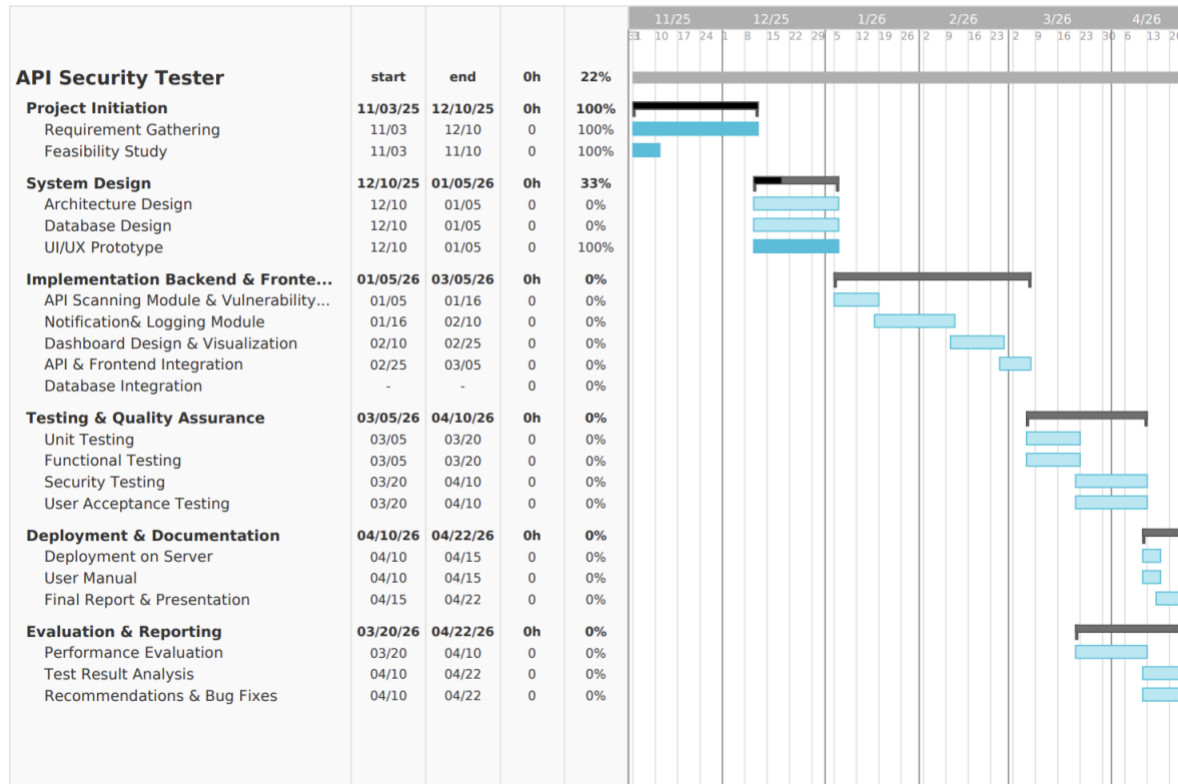 11/25 12/25 1/26 2/26 3/26 4/26
3 10 17 24 1 8 15 22 29 5 12 19 26 2 9 16 23 2 9 16 23 30 6 13 20
API Security Tester start end 0h 22%
Project Initiation 11/03/25 12/10/25 0h 100%
Requirement Gathering 11/03 12/10 0 100%
Feasibility Study 11/03 11/10 0 100%
System Design 12/10/25 01/05/26 0h 33%
Architecture Design 12/10 01/05 0 0%
Database Design 12/10 01/05 0 0%
UI/UX Prototype 12/10 01/05 0 100%
Implementation Backend & Fronte... 01/05/26 03/05/26 0h 0%
API Scanning Module & Vulnerability... 01/05 01/16 0 0%
Notification& Logging Module 01/16 02/10 0 0%
Dashboard Design & Visualization 02/10 02/25 0 0%
API & Frontend Integration 02/25 03/05 0 0%
Database Integration - - 0 0%
Testing & Quality Assurance 03/05/26 04/10/26 0h 0%
Unit Testing 03/05 03/20 0 0%
Functional Testing 03/05 03/20 0 0%
Security Testing 03/20 04/10 0 0%
User Acceptance Testing 03/20 04/10 0 0%
Deployment & Documentation 04/10/26 04/22/26 0h 0%
Deployment on Server 04/10 04/15 0 0%
User Manual 04/10 04/15 0 0%
Final Report & Presentation 04/15 04/22 0 0%
Evaluation & Reporting 03/20/26 04/22/26 0h 0%
Performance Evaluation 03/20 04/10 0 0%
Test Result Analysis 04/10 04/22 0 0%
Recommendations & Bug Fixes 04/10 04/22 0 0%